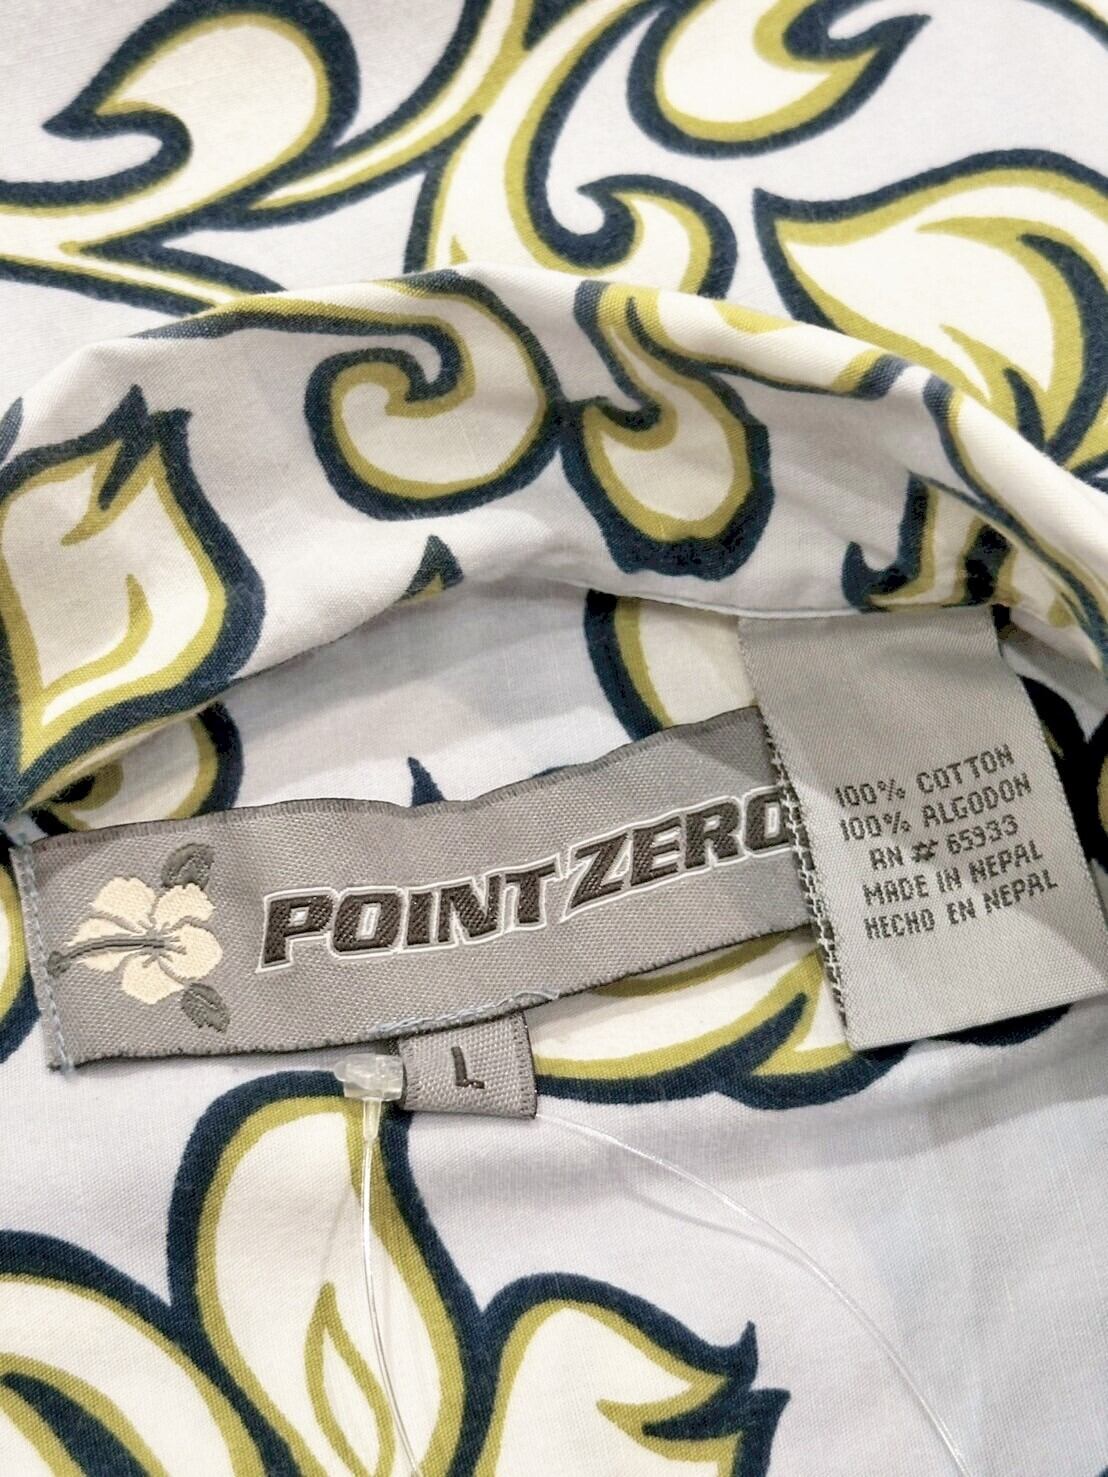 POINT ZERO
L
100% COTTON
100% ALGODON
RN # 65933
MADE IN NEPAL
HECHO EN NEPAL